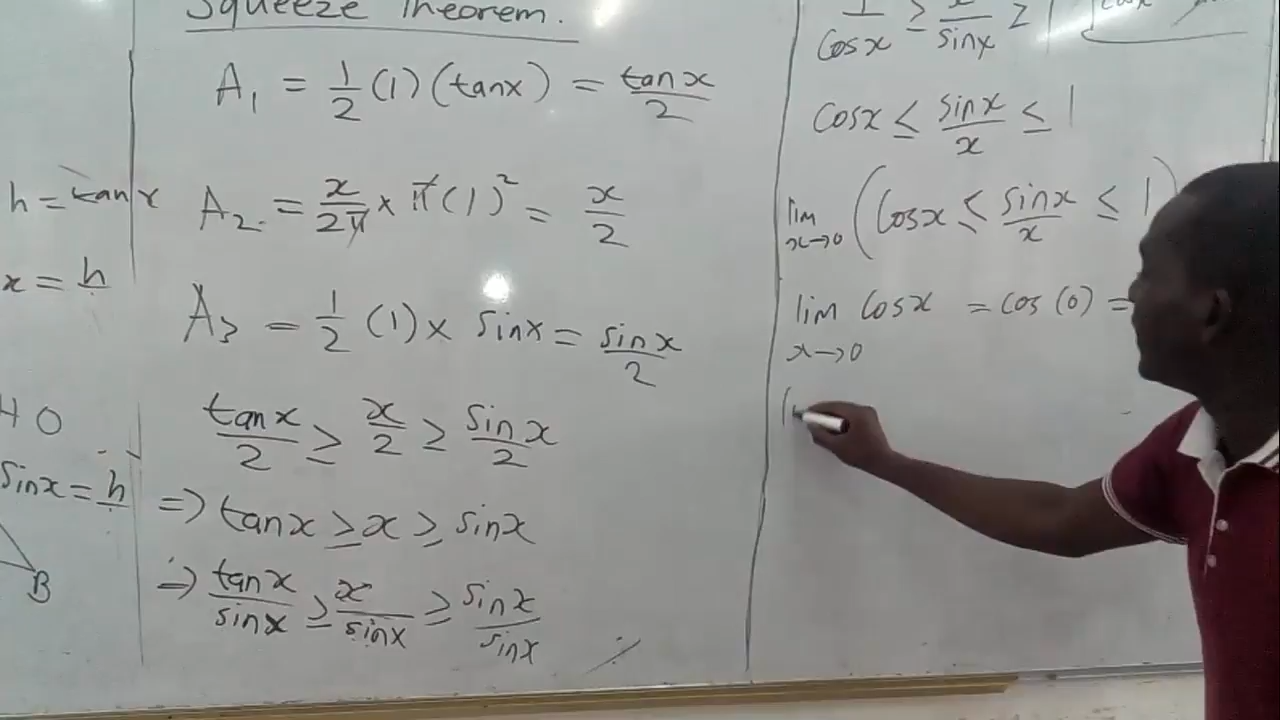 Squeeze Theorem.
A₁ = 1/2 (1)(tanx) = tanx/2
h = tanx
A₂ = x/2π × π(1)² = x/2
x = h
A₃ = 1/2 (1) × sinx = sinx/2
tanx/2 ≥ x/2 ≥ sinx/2
sinx = h
⇒ tanx ≥ x ≥ sinx
B
⇒ tanx/sinx ≥ x/sinx ≥ sinx/sinx
1/cosx ≥ x/sinx ≥ 1
cosx
cosx ≤ sinx/x ≤ 1
lim x→0 (cosx ≤ sinx/x ≤ 1)
lim x→0 cosx = cos(0) =